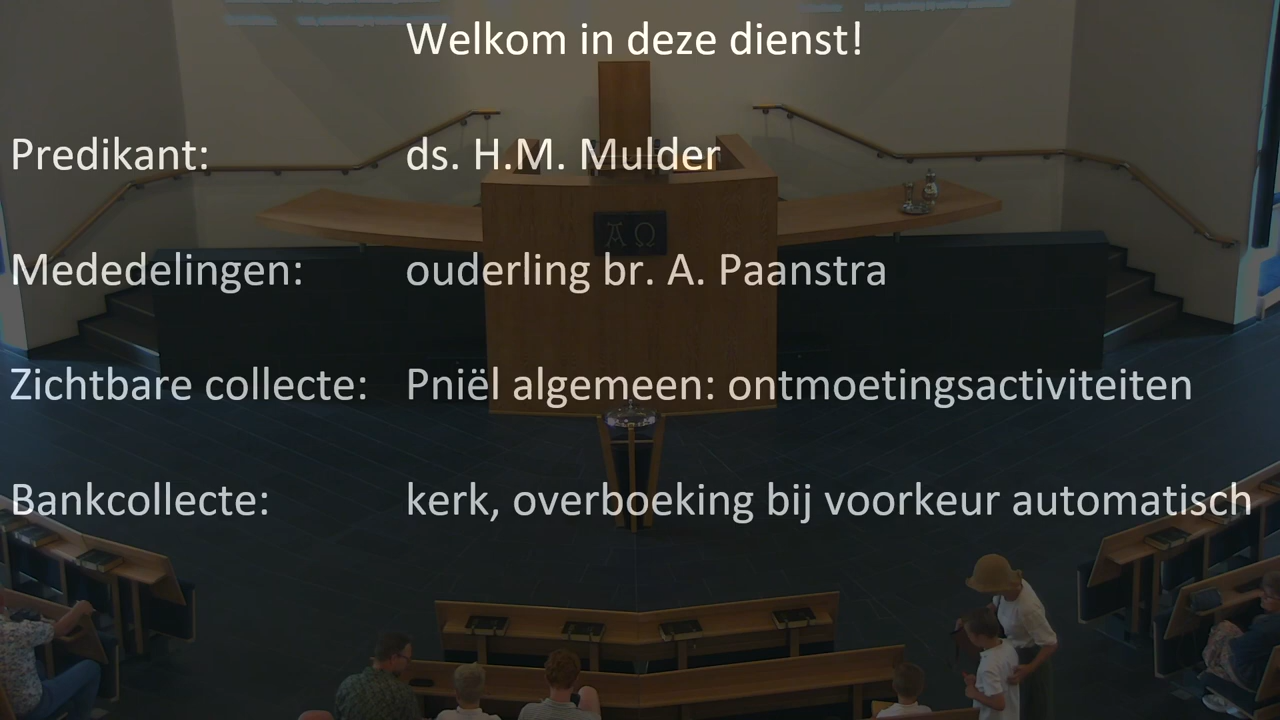 Welkom in deze dienst!
Predikant: ds. H.M. Mulder
ΑΩ
Mededelingen: ouderling br. A. Paanstra
Zichtbare collecte: Pniël algemeen: ontmoetingsactiviteiten
Bankcollecte: kerk, overboeking bij voorkeur automatisch